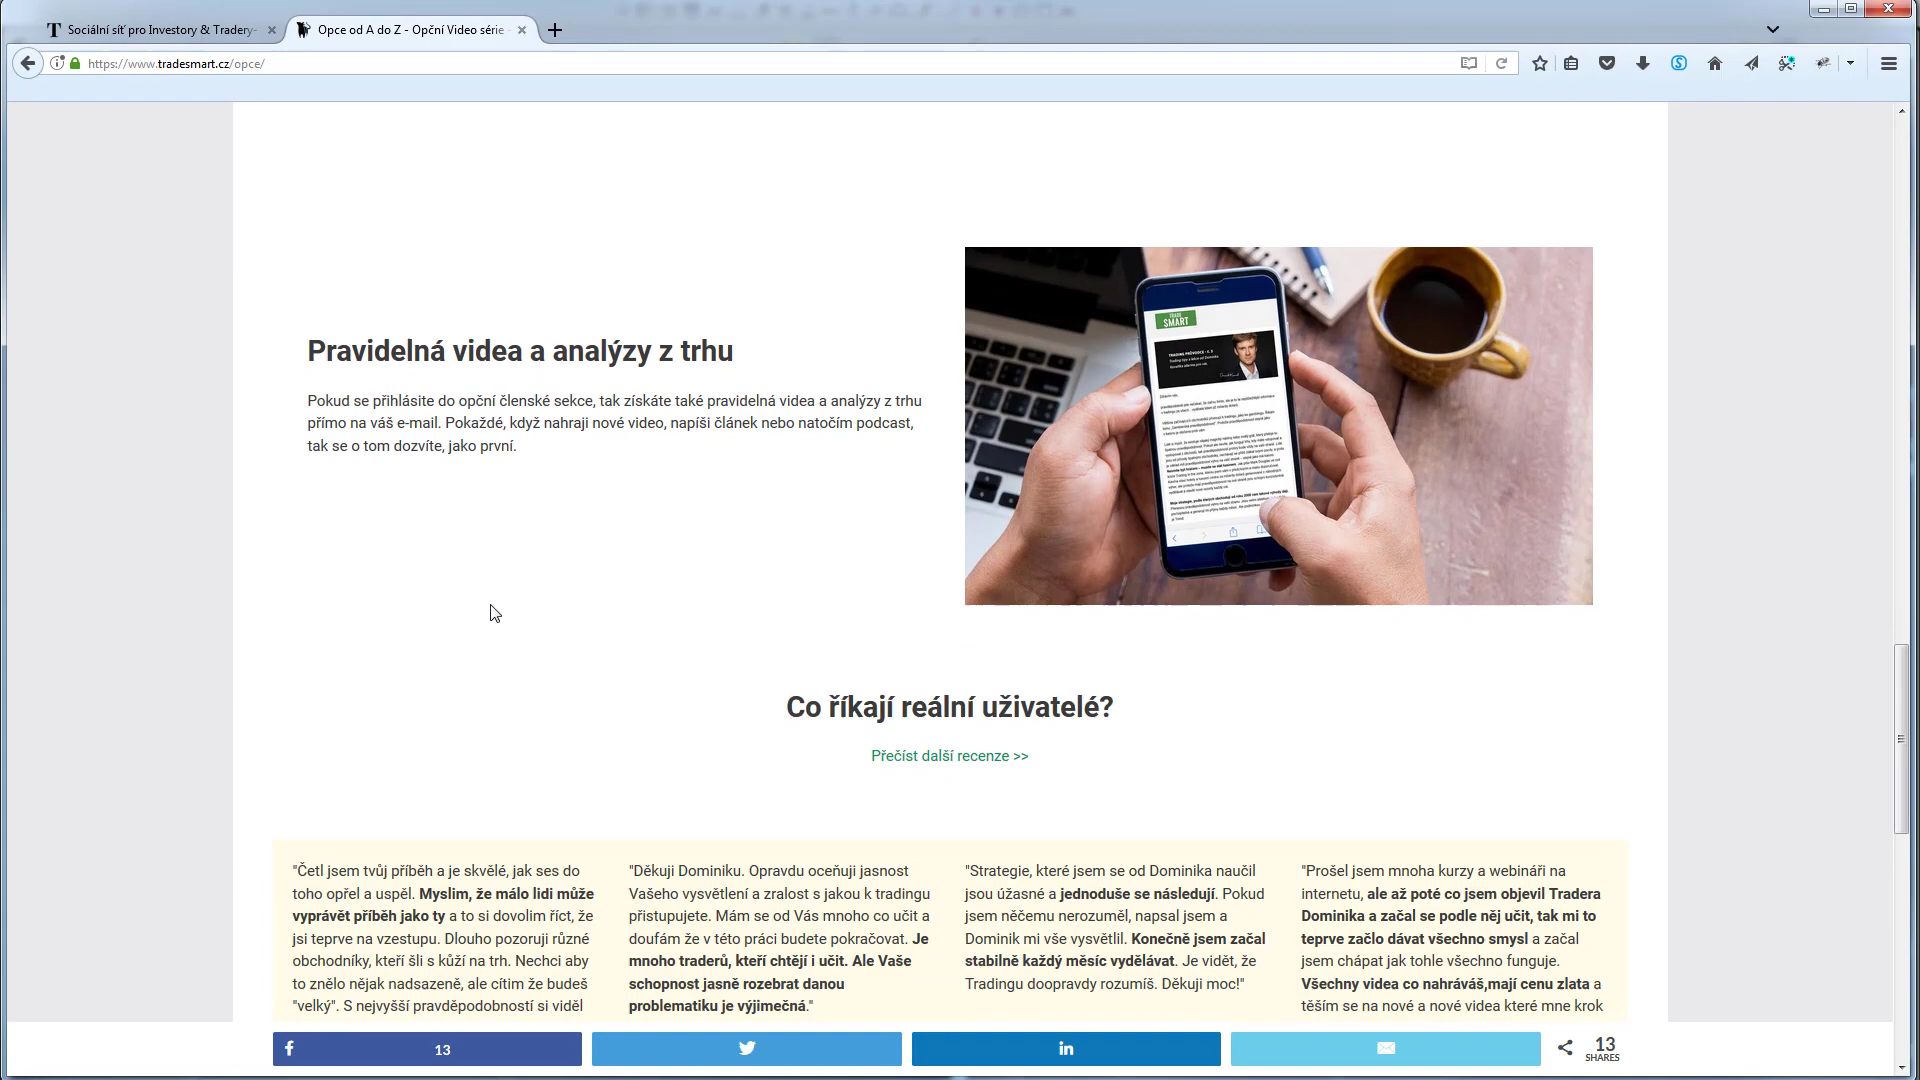 Sociální síť pro Investory & Tradery-
Opce od A do Z - Opční Video série -
https://www.tradesmart.cz/opce/
TRADE
SMART
TRADING PRŮVODCE - Č. 2
Pravidelná videa a analýzy z trhu
Pokud se přihlásite do opční členské sekce, tak získáte také pravidelná videa a analýzy z trhu
přímo na váš e-mail. Pokaždé, když nahraji nové video, napíši článek nebo natočím podcast,
tak se o tom dozvíte, jako první.
Co říkají reální uživatelé?
Přečíst další recenze >>
"Četl jsem tvůj příběh a je skvělé, jak ses do
toho opřel a uspěl. Myslim, že málo lidi může
vyprávět příběh jako ty a to si dovolim říct, že
jsi teprve na vzestupu. Dlouho pozoruji různé
obchodníky, kteří šli s kůží na trh. Nechci aby
to znělo nějak nadsazeně, ale cítim že budeš
"velký". S nejvyšší pravděpodobností si viděl
"Děkuji Dominiku. Opravdu oceňuji jasnost
Vašeho vysvětlení a zralost s jakou k tradingu
přistupujete. Mám se od Vás mnoho co učit a
doufám že v této práci budete pokračovat. Je
mnoho traderů, kteří chtějí i učit. Ale Vaše
schopnost jasně rozebrat danou
problematiku je výjimečná."
"Strategie, které jsem se od Dominika naučil
jsou úžasné a jednoduše se následují. Pokud
jsem něčemu nerozuměl, napsal jsem a
Dominik mi vše vysvětlil. Konečně jsem začal
stabilně každý měsíc vydělávat. Je vidět, že
Tradingu doopravdy rozumíš. Děkuji moc!"
"Prošel jsem mnoha kurzy a webináři na
internetu, ale až poté co jsem objevil Tradera
Dominika a začal se podle něj učit, tak mi to
teprve začlo dávat všechno smysl a začal
jsem chápat jak tohle všechno funguje.
Všechny videa co nahráváš,mají cenu zlata a
těším se na nové a nové videa které mne krok
13
13
SHARES